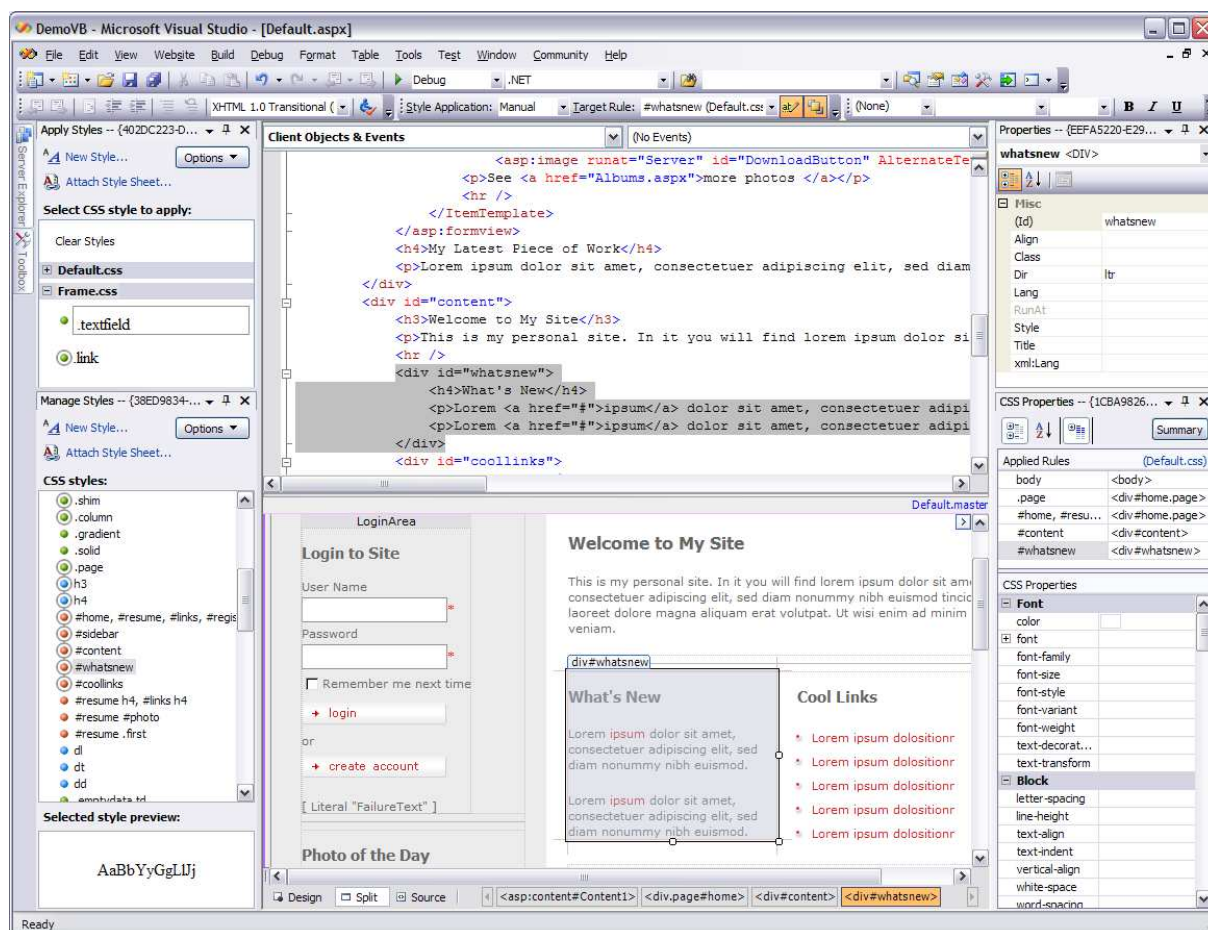 DemoVB - Microsoft Visual Studio - [Default.aspx]
File Edit View Website Build Debug Format Table Tools Test Window Community Help
Debug .NET
XHTML 1.0 Transitional ( Style Application: Manual Target Rule: #whatsnew (Default.css (None) B I U
Server Explorer
Toolbox
Apply Styles -- {402DC223-D...
New Style... Options
Attach Style Sheet...
Select CSS style to apply:
Clear Styles
Default.css
Frame.css
.textfield
.link
Manage Styles -- {38ED9834-...
New Style... Options
Attach Style Sheet...
CSS styles:
.shim
.column
.gradient
.solid
.page
h3
h4
#home, #resume, #links, #regis
#sidebar
#content
#whatsnew
#coollinks
#resume h4, #links h4
#resume #photo
#resume .first
dl
dt
dd
.emptydata td
Selected style preview:
AaBbYyGgLlJj
Client Objects & Events (No Events)
<asp:image runat="Server" id="DownloadButton" AlternateTe
<p>See <a href="Albums.aspx">more photos </a></p>
<hr />
</ItemTemplate>
</asp:formview>
<h4>My Latest Piece of Work</h4>
<p>Lorem ipsum dolor sit amet, consectetuer adipiscing elit, sed diam
</div>
<div id="content">
<h3>Welcome to My Site</h3>
<p>This is my personal site. In it you will find lorem ipsum dolor si
<hr />
<div id="whatsnew">
<h4>What's New</h4>
<p>Lorem <a href="#">ipsum</a> dolor sit amet, consectetuer adipi
<p>Lorem <a href="#">ipsum</a> dolor sit amet, consectetuer adipi
</div>
<div id="coollinks">
Default.master
LoginArea
Login to Site
User Name
*
Password
*
Remember me next time
login
or
create account
[ Literal "FailureText" ]
Photo of the Day
Welcome to My Site
This is my personal site. In it you will find lorem ipsum dolor sit ame
consectetuer adipiscing elit, sed diam nonummy nibh euismod tincid
laoreet dolore magna aliquam erat volutpat. Ut wisi enim ad minim
veniam.
div#whatsnew
What's New
Lorem ipsum dolor sit amet,
consectetuer adipiscing elit, sed
diam nonummy nibh euismod.
Lorem ipsum dolor sit amet,
consectetuer adipiscing elit, sed
diam nonummy nibh euismod.
Cool Links
Lorem ipsum dolositionr
Lorem ipsum dolositionr
Lorem ipsum dolositionr
Lorem ipsum dolositionr
Lorem ipsum dolositionr
Design Split Source <asp:content#Content1> <div.page#home> <div#content> <div#whatsnew>
Properties -- {EEFA5220-E29...
whatsnew <DIV>
Misc
(Id) whatsnew
Align
Class
Dir ltr
Lang
RunAt
Style
Title
xml:Lang
CSS Properties -- {1CBA9826...
Summary
Applied Rules (Default.css)
body <body>
.page <div#home.page>
#home, #resu... <div#home.page>
#content <div#content>
#whatsnew <div#whatsnew>
CSS Properties
Font
color
font
font-family
font-size
font-style
font-variant
font-weight
text-decorat...
text-transform
Block
letter-spacing
line-height
text-align
text-indent
vertical-align
white-space
word-spacing
Ready